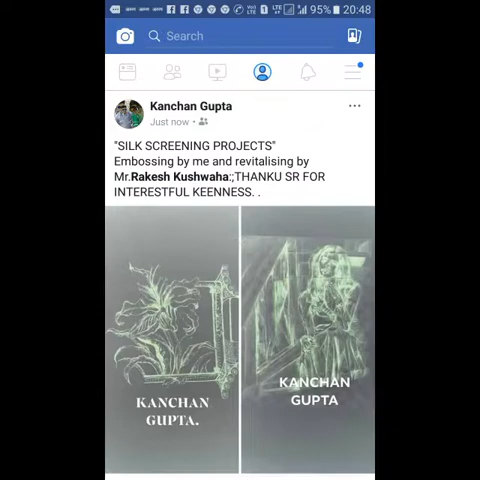 95% 20:48
Search
Kanchan Gupta
Just now
"SILK SCREENING PROJECTS"
Embossing by me and revitalising by
Mr.Rakesh Kushwaha:;THANKU SR FOR
INTERESTFUL KEENNESS. .
KANCHAN
GUPTA.
KANCHAN
GUPTA